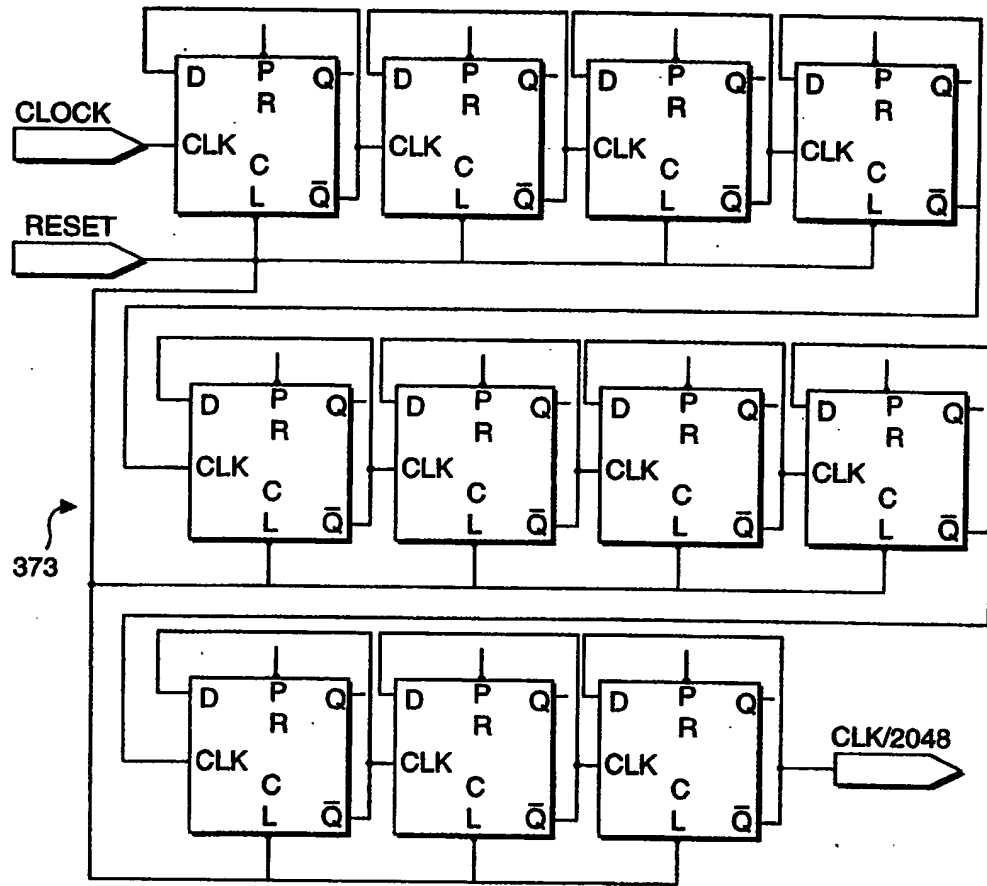 D P Q D P Q D P Q D P Q
R R R R
CLOCK
CLK CLK CLK CLK
C C C C
L Q̅ L Q̅ L Q̅ L Q̅
RESET
D P Q D P Q D P Q D P Q
R R R R
CLK CLK CLK CLK
C C C C
L Q̅ L Q̅ L Q̅ L Q̅
373
D P Q D P Q D P Q
R R R
CLK/2048
CLK CLK CLK
C C C
L Q̅ L Q̅ L Q̅